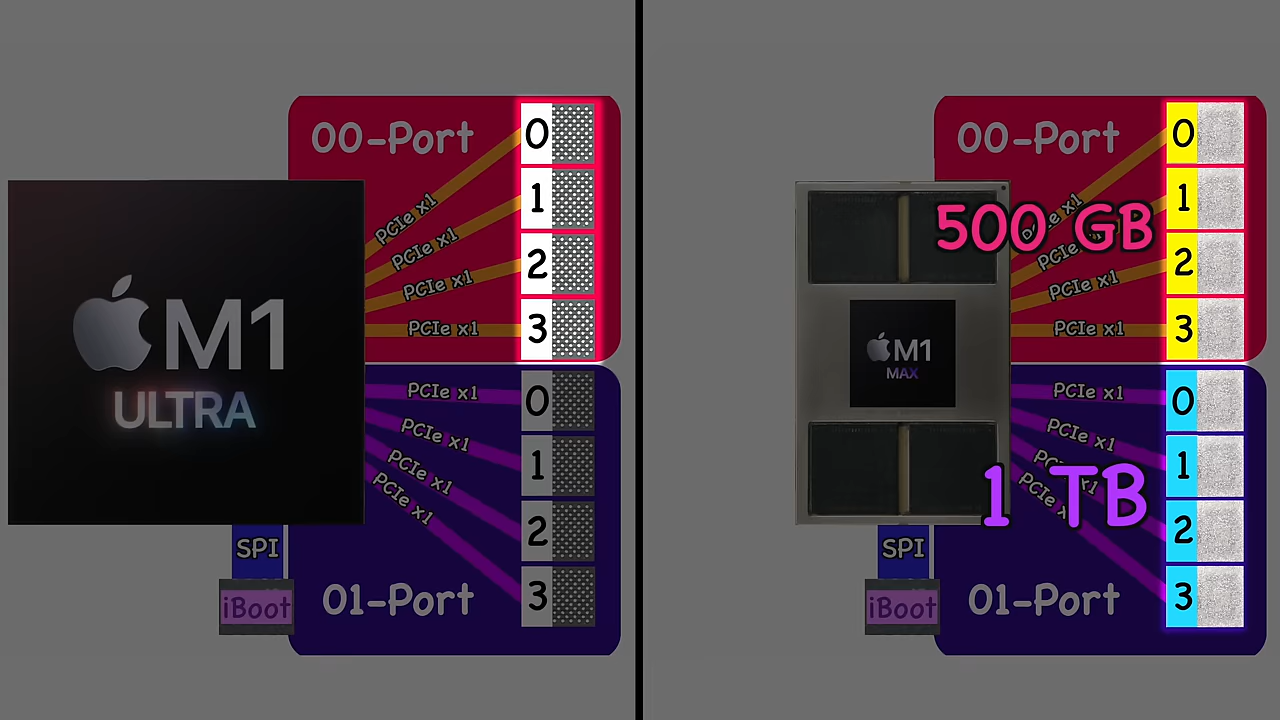 00-Port
0
PCIe x1
1
PCIe x1
2
PCIe x1
3
PCIe x1
M1
ULTRA
PCIe x1
0
PCIe x1
1
PCIe x1
2
PCIe x1
3
01-Port
SPI
iBoot
00-Port
0
1
500 GB
2
PCIe x1
3
PCIe x1
M1
MAX
PCIe x1
0
PCIe x1
1
1 TB
2
3
01-Port
SPI
iBoot